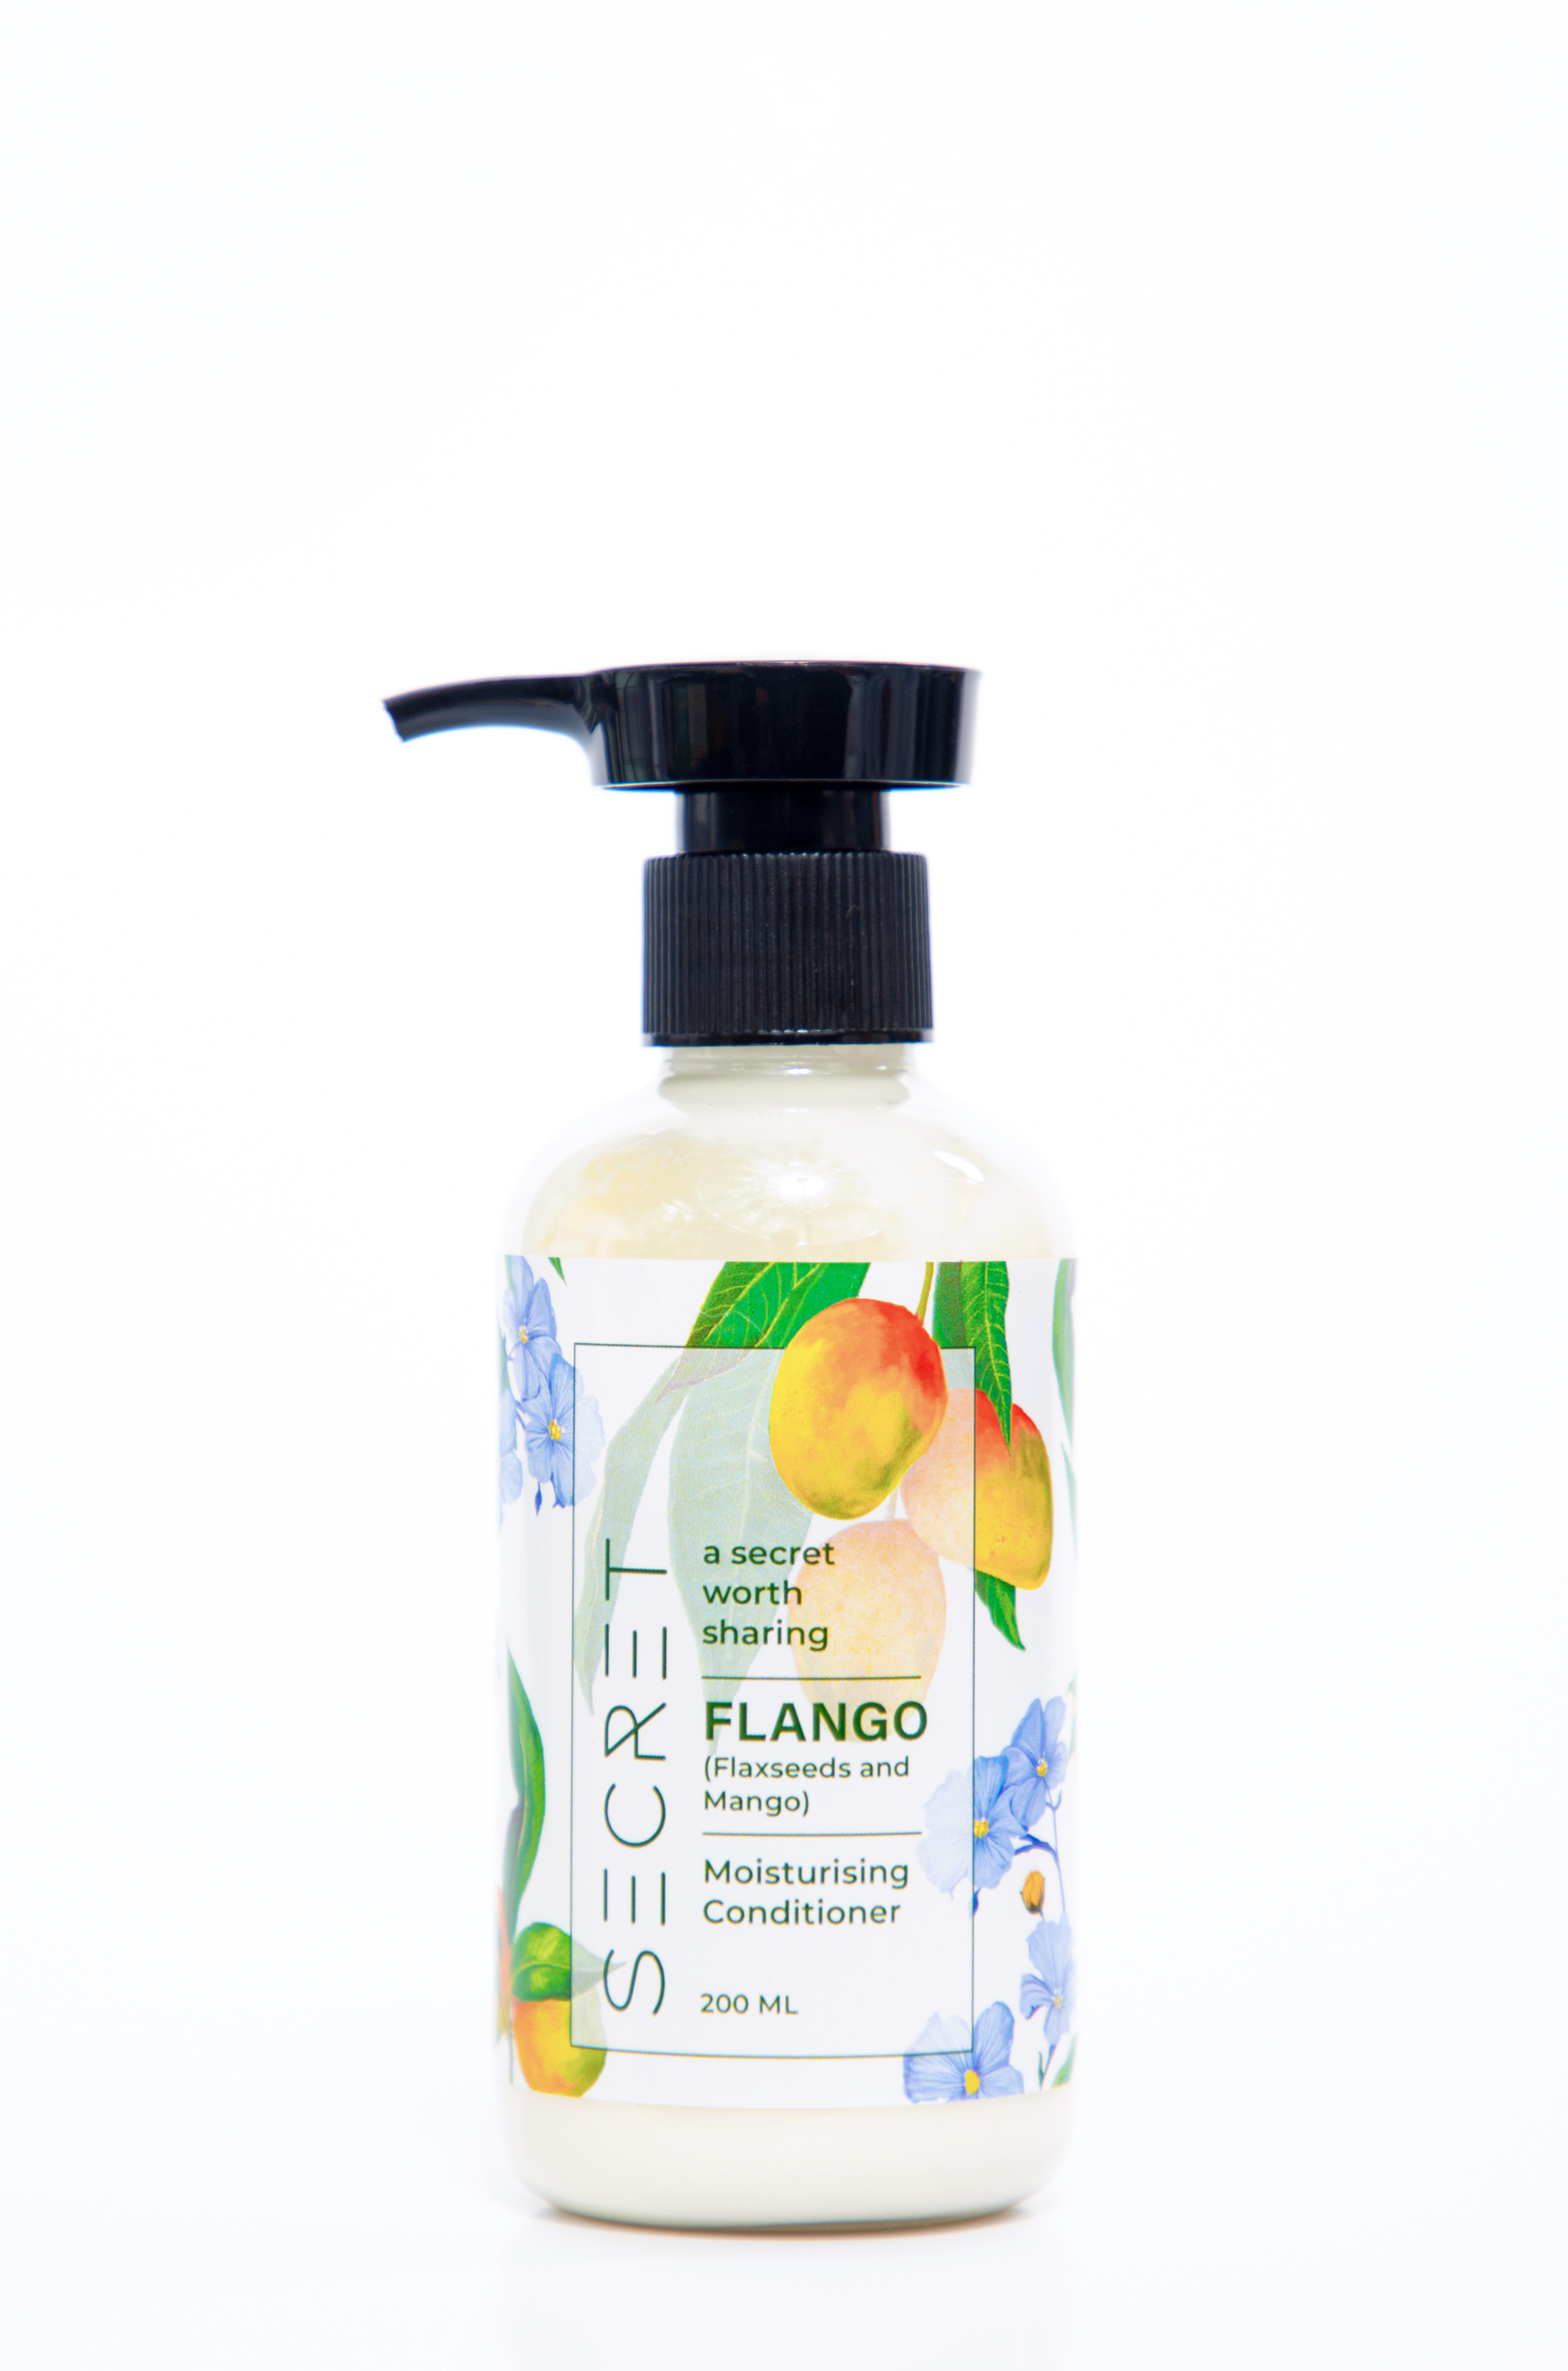 SECRET
a secret
worth
sharing
FLANGO
(Flaxseeds and
Mango)
Moisturising
Conditioner
200 ML